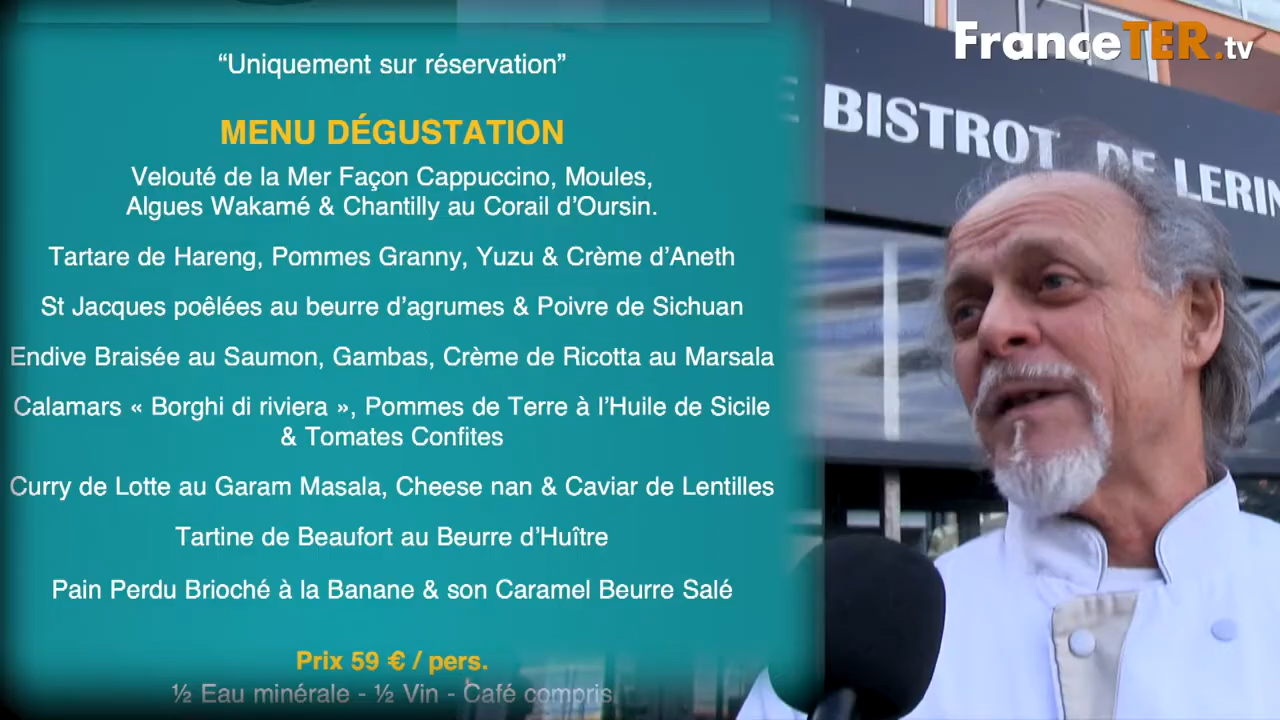 FranceTER.tv
BISTROT DE LERIN
“Uniquement sur réservation”
MENU DÉGUSTATION
Velouté de la Mer Façon Cappuccino, Moules,
Algues Wakamé & Chantilly au Corail d’Oursin.
Tartare de Hareng, Pommes Granny, Yuzu & Crème d’Aneth
St Jacques poêlées au beurre d’agrumes & Poivre de Sichuan
Endive Braisée au Saumon, Gambas, Crème de Ricotta au Marsala
Calamars « Borghi di riviera », Pommes de Terre à l’Huile de Sicile
& Tomates Confites
Curry de Lotte au Garam Masala, Cheese nan & Caviar de Lentilles
Tartine de Beaufort au Beurre d’Huître
Pain Perdu Brioché à la Banane & son Caramel Beurre Salé
Prix 59 € / pers.
½ Eau minérale - ½ Vin - Café compris.